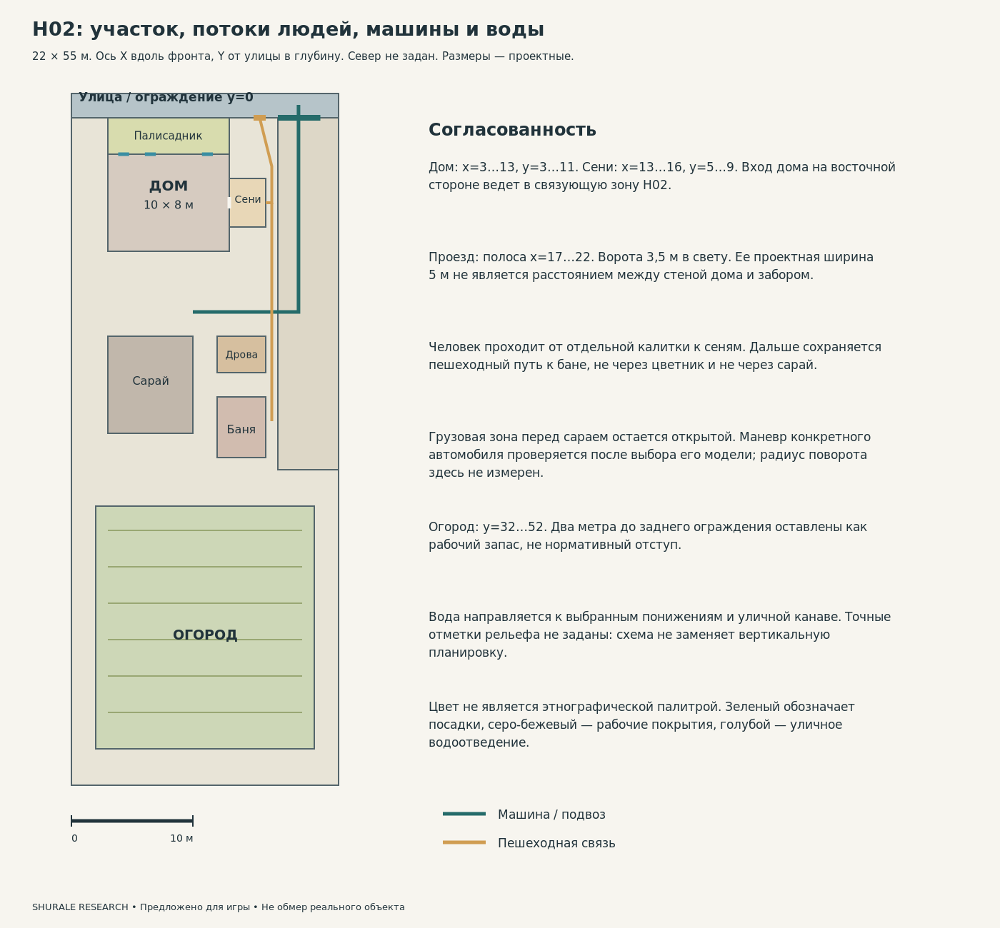 H02: участок, потоки людей, машины и воды
22 × 55 м. Ось X вдоль фронта, Y от улицы в глубину. Север не задан. Размеры — проектные.
Улица / ограждение y=0
Палисадник
ДОМ
10 × 8 м
Сени
Дрова
Сарай
Баня
ОГОРОД
0
10 м
Согласованность
Дом: x=3…13, y=3…11. Сени: x=13…16, y=5…9. Вход дома на восточной
стороне ведет в связующую зону H02.
Проезд: полоса x=17…22. Ворота 3,5 м в свету. Ее проектная ширина
5 м не является расстоянием между стеной дома и забором.
Человек проходит от отдельной калитки к сеням. Дальше сохраняется
пешеходный путь к бане, не через цветник и не через сарай.
Грузовая зона перед сараем остается открытой. Маневр конкретного
автомобиля проверяется после выбора его модели; радиус поворота
здесь не измерен.
Огород: y=32…52. Два метра до заднего ограждения оставлены как
рабочий запас, не нормативный отступ.
Вода направляется к выбранным понижениям и уличной канаве. Точные
отметки рельефа не заданы: схема не заменяет вертикальную
планировку.
Цвет не является этнографической палитрой. Зеленый обозначает
посадки, серо-бежевый — рабочие покрытия, голубой — уличное
водоотведение.
Машина / подвоз
Пешеходная связь
SHURALE RESEARCH • Предложено для игры • Не обмер реального объекта